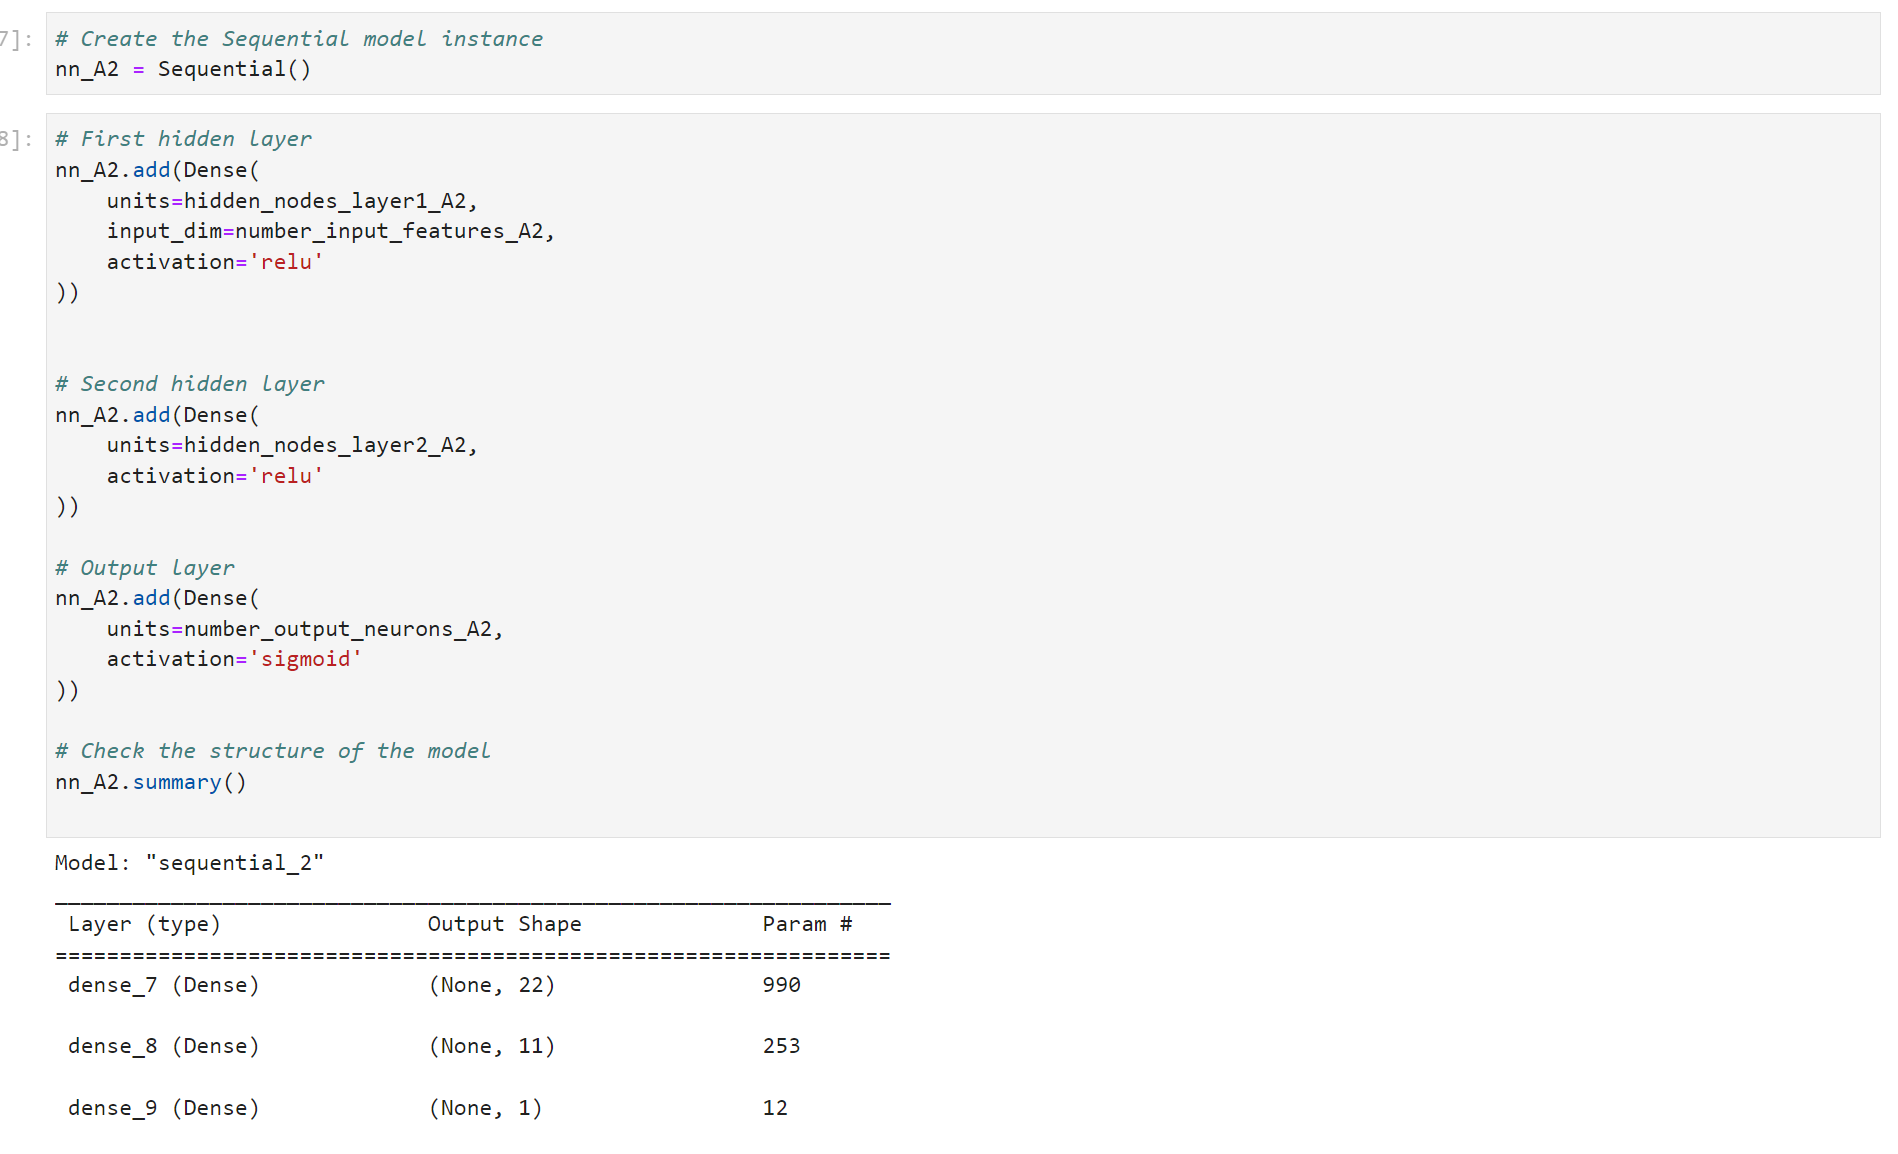 7]:
# Create the Sequential model instance
nn_A2 = Sequential()
8]:
# First hidden layer
nn_A2.add(Dense(
    units=hidden_nodes_layer1_A2,
    input_dim=number_input_features_A2,
    activation='relu'
))
# Second hidden layer
nn_A2.add(Dense(
    units=hidden_nodes_layer2_A2,
    activation='relu'
))
# Output layer
nn_A2.add(Dense(
    units=number_output_neurons_A2,
    activation='sigmoid'
))
# Check the structure of the model
nn_A2.summary()
Model: "sequential_2"
_________________________________________________________________
 Layer (type)                Output Shape              Param #
=================================================================
 dense_7 (Dense)             (None, 22)                990
 dense_8 (Dense)             (None, 11)                253
 dense_9 (Dense)             (None, 1)                 12